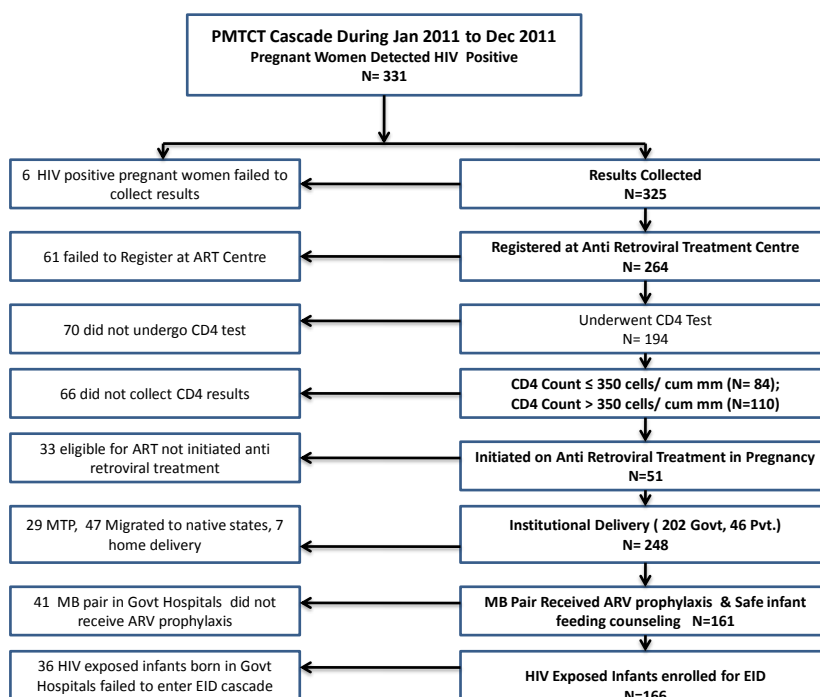 PMTCT Cascade During Jan 2011 to Dec 2011
Pregnant Women Detected HIV Positive
N= 331
6 HIV positive pregnant women failed to
collect results
Results Collected
N=325
61 failed to Register at ART Centre
Registered at Anti Retroviral Treatment Centre
N= 264
70 did not undergo CD4 test
Underwent CD4 Test
N= 194
66 did not collect CD4 results
CD4 Count ≤ 350 cells/ cum mm (N= 84);
CD4 Count > 350 cells/ cum mm (N=110)
33 eligible for ART not initiated anti
retroviral treatment
Initiated on Anti Retroviral Treatment in Pregnancy
N=51
29 MTP, 47 Migrated to native states, 7
home delivery
Institutional Delivery ( 202 Govt, 46 Pvt.)
N= 248
41 MB pair in Govt Hospitals did not
receive ARV prophylaxis
MB Pair Received ARV prophylaxis & Safe infant
feeding counseling N=161
36 HIV exposed infants born in Govt
Hospitals failed to enter EID cascade
HIV Exposed Infants enrolled for EID
N=166